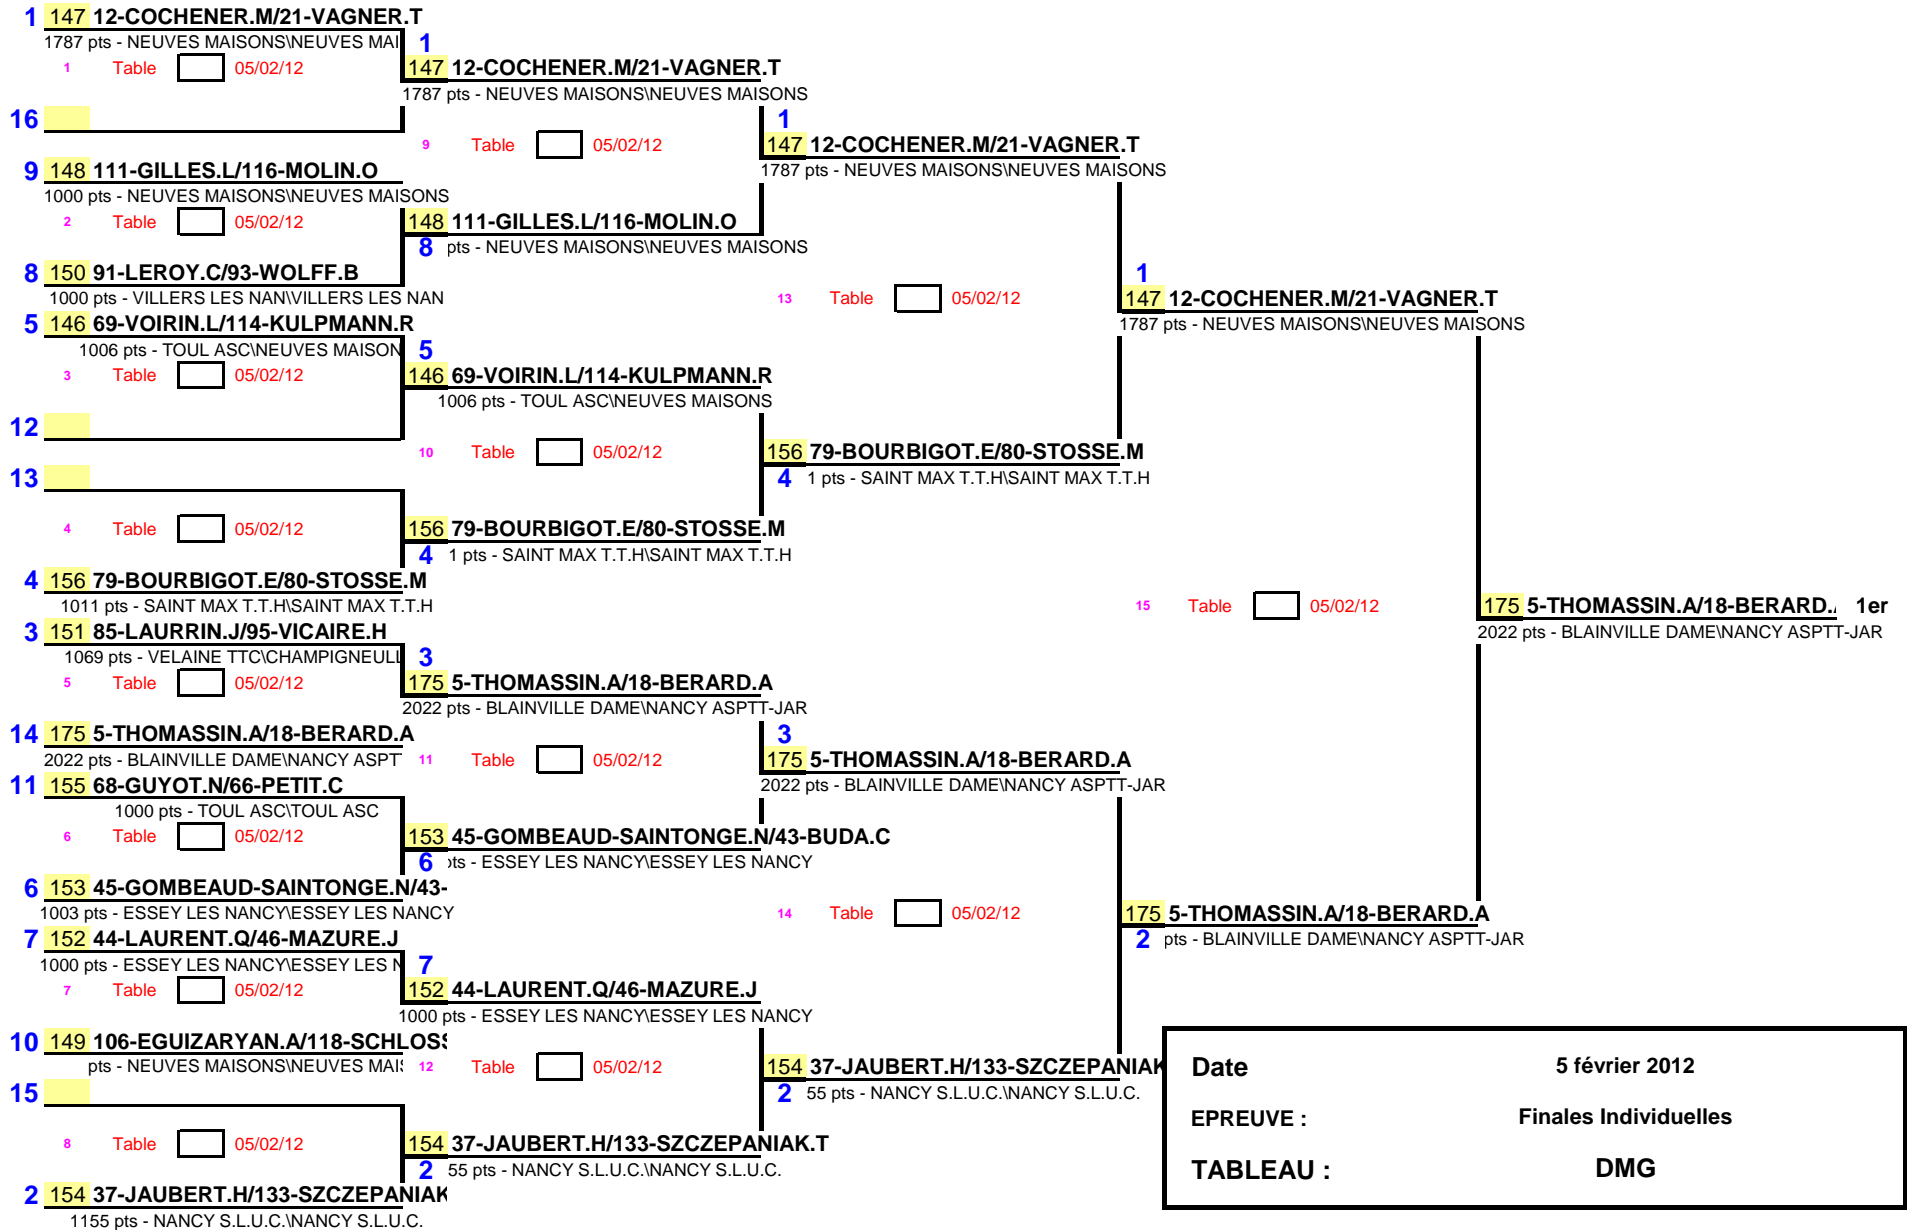 1 147 12-COCHENER.M/21-VAGNER.T
1787 pts - NEUVES MAISONS\NEUVES MAI
1 Table 05/02/12
16
9 148 111-GILLES.L/116-MOLIN.O
1000 pts - NEUVES MAISONS\NEUVES MAISONS
2 Table 05/02/12
8 150 91-LEROY.C/93-WOLFF.B
1000 pts - VILLERS LES NAN\VILLERS LES NAN
5 146 69-VOIRIN.L/114-KULPMANN.R
1006 pts - TOUL ASC\NEUVES MAISON
3 Table 05/02/12
12
13
4 Table 05/02/12
4 156 79-BOURBIGOT.E/80-STOSSE.M
1011 pts - SAINT MAX T.T.H\SAINT MAX T.T.H
3 151 85-LAURRIN.J/95-VICAIRE.H
1069 pts - VELAINE TTC\CHAMPIGNEULL
5 Table 05/02/12
14 175 5-THOMASSIN.A/18-BERARD.A
2022 pts - BLAINVILLE DAME\NANCY ASPT
11 155 68-GUYOT.N/66-PETIT.C
1000 pts - TOUL ASC\TOUL ASC
6 Table 05/02/12
6 153 45-GOMBEAUD-SAINTONGE.N/43-
1003 pts - ESSEY LES NANCY\ESSEY LES NANCY
7 152 44-LAURENT.Q/46-MAZURE.J
1000 pts - ESSEY LES NANCY\ESSEY LES N
7 Table 05/02/12
10 149 106-EGUIZARYAN.A/118-SCHLOSS
pts - NEUVES MAISONS\NEUVES MAIS
15
8 Table 05/02/12
2 154 37-JAUBERT.H/133-SZCZEPANIAK
1155 pts - NANCY S.L.U.C.\NANCY S.L.U.C.
1
147 12-COCHENER.M/21-VAGNER.T
1787 pts - NEUVES MAISONS\NEUVES MAISONS
9 Table 05/02/12
148 111-GILLES.L/116-MOLIN.O
8 pts - NEUVES MAISONS\NEUVES MAISONS
5
146 69-VOIRIN.L/114-KULPMANN.R
1006 pts - TOUL ASC\NEUVES MAISONS
10 Table 05/02/12
156 79-BOURBIGOT.E/80-STOSSE.M
4 1 pts - SAINT MAX T.T.H\SAINT MAX T.T.H
3
175 5-THOMASSIN.A/18-BERARD.A
2022 pts - BLAINVILLE DAME\NANCY ASPTT-JAR
11 Table 05/02/12
153 45-GOMBEAUD-SAINTONGE.N/43-BUDA.C
6 pts - ESSEY LES NANCY\ESSEY LES NANCY
7
152 44-LAURENT.Q/46-MAZURE.J
1000 pts - ESSEY LES NANCY\ESSEY LES NANCY
12 Table 05/02/12
154 37-JAUBERT.H/133-SZCZEPANIAK.T
2 55 pts - NANCY S.L.U.C.\NANCY S.L.U.C.
1
147 12-COCHENER.M/21-VAGNER.T
1787 pts - NEUVES MAISONS\NEUVES MAISONS
13 Table 05/02/12
156 79-BOURBIGOT.E/80-STOSSE.M
4 1 pts - SAINT MAX T.T.H\SAINT MAX T.T.H
3
175 5-THOMASSIN.A/18-BERARD.A
2022 pts - BLAINVILLE DAME\NANCY ASPTT-JAR
14 Table 05/02/12
154 37-JAUBERT.H/133-SZCZEPANIAK
2 55 pts - NANCY S.L.U.C.\NANCY S.L.U.C.
1
147 12-COCHENER.M/21-VAGNER.T
1787 pts - NEUVES MAISONS\NEUVES MAISONS
15 Table 05/02/12
175 5-THOMASSIN.A/18-BERARD.A
2 pts - BLAINVILLE DAME\NANCY ASPTT-JAR
175 5-THOMASSIN.A/18-BERARD. 1er
2022 pts - BLAINVILLE DAME\NANCY ASPTT-JAR
Date 5 février 2012
EPREUVE : Finales Individuelles
TABLEAU : DMG